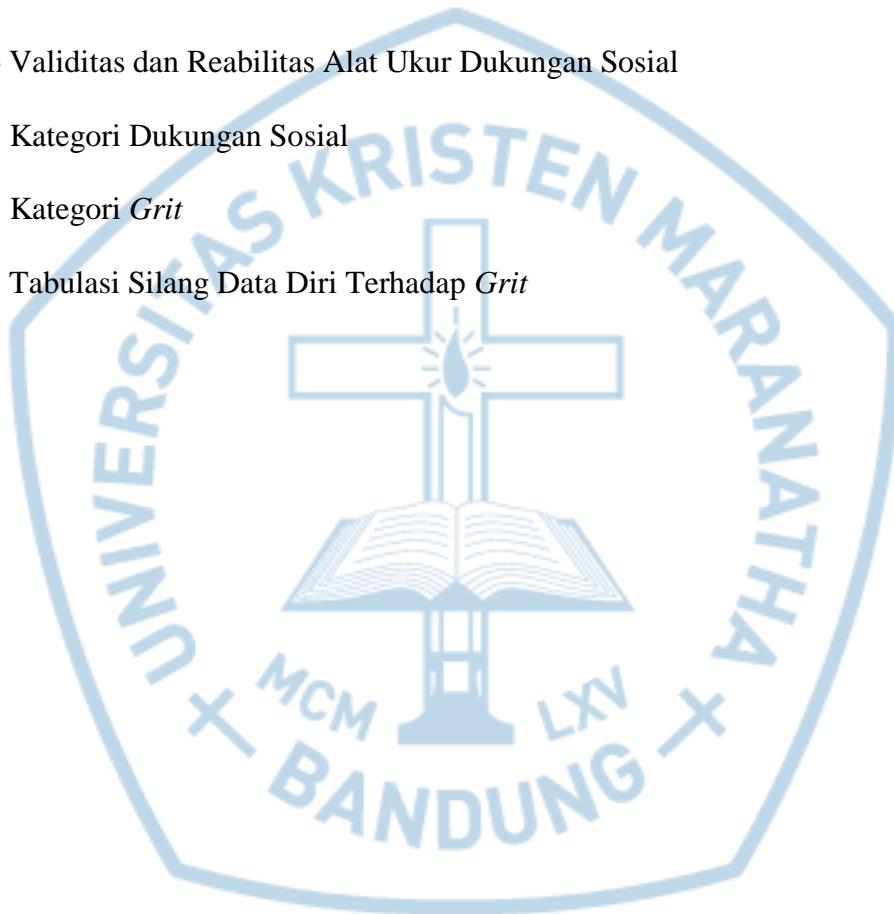 Validitas dan Reabilitas Alat Ukur Dukungan Sosial
Kategori Dukungan Sosial
Kategori Grit
Tabulasi Silang Data Diri Terhadap Grit
UNIVERSITAS KRISTEN MARANATHA
MCM LXV
BANDUNG